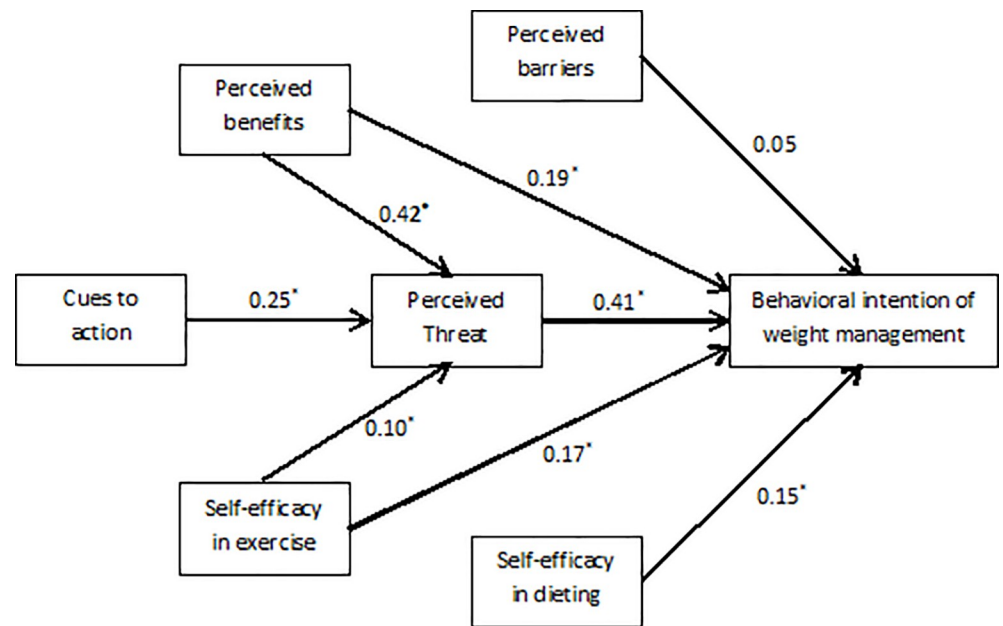 Perceived
barriers
Perceived
benefits
0.05
0.19*
0.42*
Cues to
action
0.25*
Perceived
Threat
0.41*
Behavioral intention of
weight management
0.10*
0.17*
Self-efficacy
in exercise
0.15*
Self-efficacy
in dieting